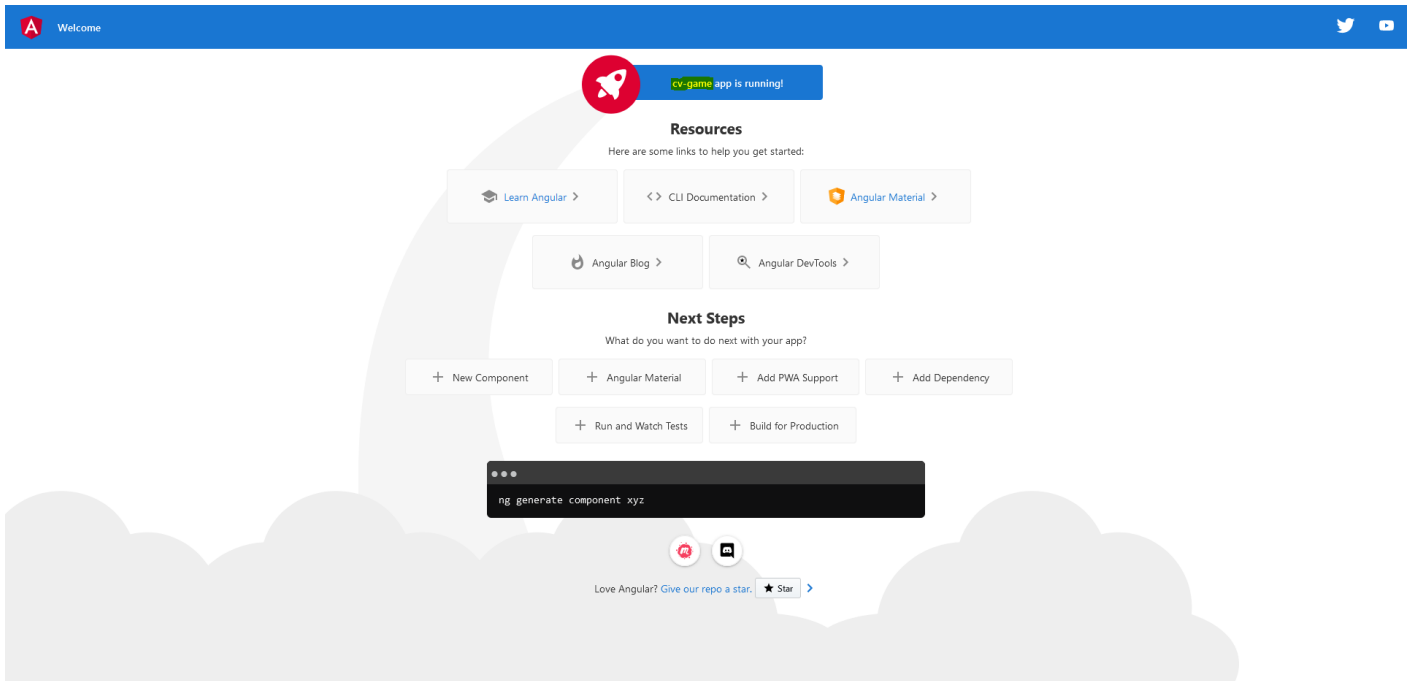 Welcome
cv-game app is running!
Resources
Here are some links to help you get started:
Learn Angular
CLI Documentation
Angular Material
Angular Blog
Angular DevTools
Next Steps
What do you want to do next with your app?
New Component
Angular Material
Add PWA Support
Add Dependency
Run and Watch Tests
Build for Production
ng generate component xyz
Love Angular? Give our repo a star. Star